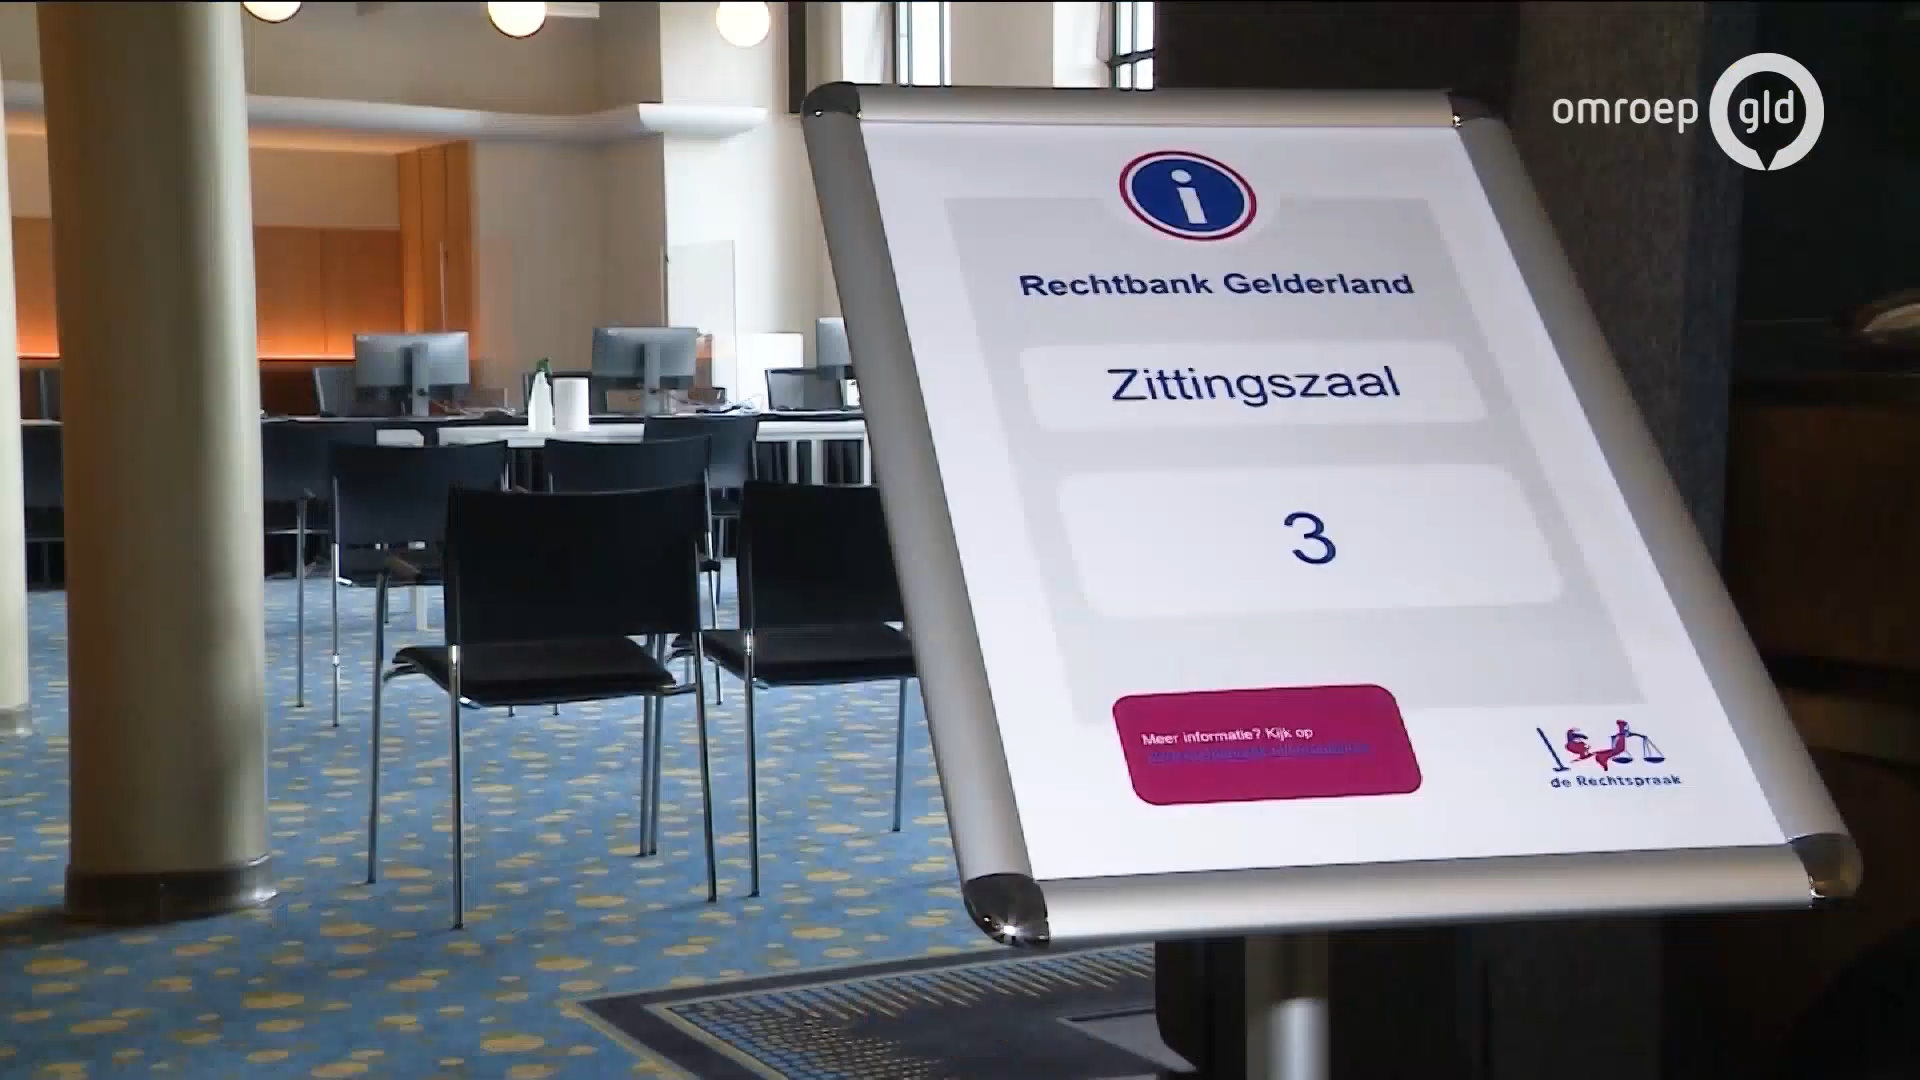 omroep gld
i
Rechtbank Gelderland
Zittingszaal
3
Meer informatie? Kijk op
de Rechtspraak